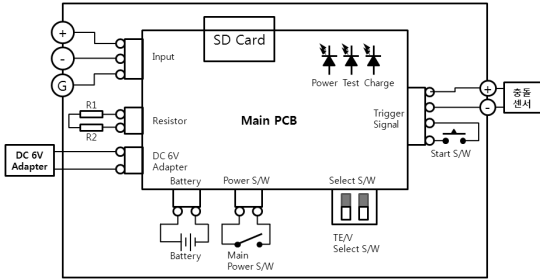 SD Card
+
Input
-
G
Power Test Charge
R1
Resistor
R2
Main PCB
Trigger
Signal
+
-
충돌
센서
Start S/W
DC 6V
Adapter
DC 6V
Adapter
Battery
Power S/W
Select S/W
Battery
Main
Power S/W
TE/V
Select S/W